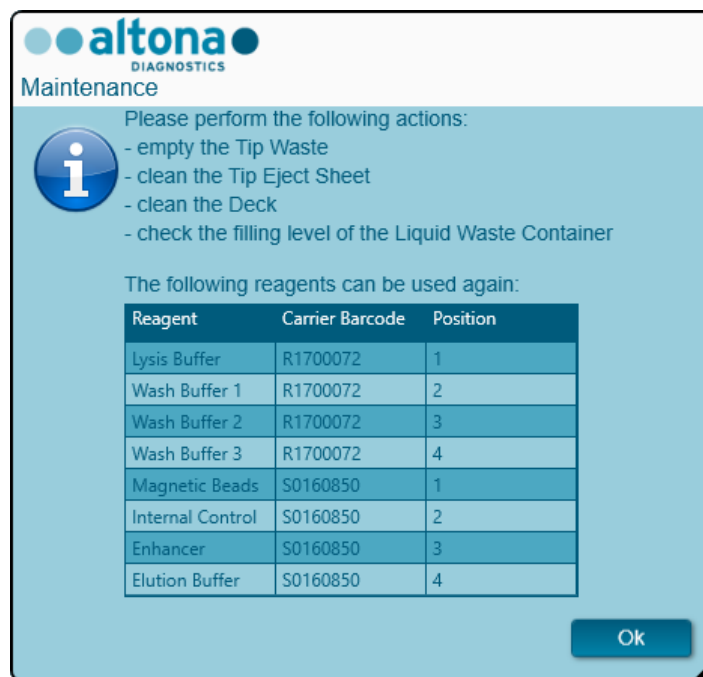 altona
DIAGNOSTICS
Maintenance
Please perform the following actions:
- empty the Tip Waste
- clean the Tip Eject Sheet
- clean the Deck
- check the filling level of the Liquid Waste Container
The following reagents can be used again:
Reagent Carrier Barcode Position
Lysis Buffer R1700072 1
Wash Buffer 1 R1700072 2
Wash Buffer 2 R1700072 3
Wash Buffer 3 R1700072 4
Magnetic Beads S0160850 1
Internal Control S0160850 2
Enhancer S0160850 3
Elution Buffer S0160850 4
Ok